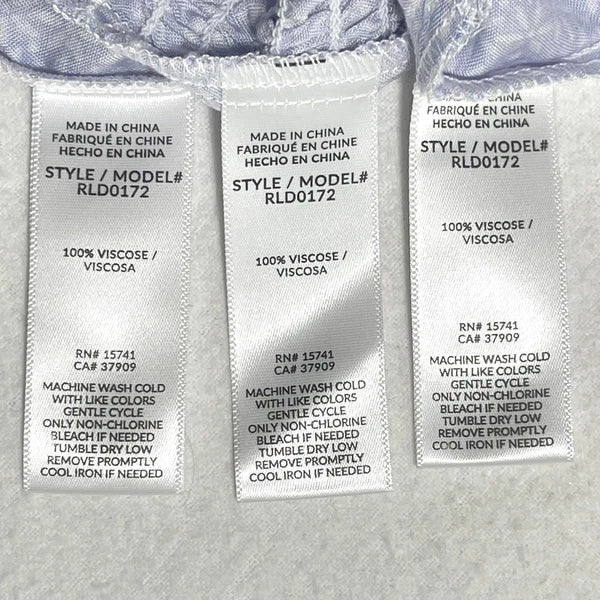 MADE IN CHINA
FABRIQUÉ EN CHINE
HECHO EN CHINA
STYLE / MODEL#
RLD0172
100% VISCOSE /
VISCOSA
RN# 15741
CA# 37909
MACHINE WASH COLD
WITH LIKE COLORS
GENTLE CYCLE
ONLY NON-CHLORINE
BLEACH IF NEEDED
TUMBLE DRY LOW
REMOVE PROMPTLY
COOL IRON IF NEEDED
MADE IN CHINA
FABRIQUÉ EN CHINE
HECHO EN CHINA
STYLE / MODEL#
RLD0172
100% VISCOSE /
VISCOSA
RN# 15741
CA# 37909
MACHINE WASH COLD
WITH LIKE COLORS
GENTLE CYCLE
ONLY NON-CHLORINE
BLEACH IF NEEDED
TUMBLE DRY LOW
REMOVE PROMPTLY
COOL IRON IF NEEDED
CHINA
FABRIQUÉ EN CHINE
HECHO EN CHINA
STYLE / MODEL#
RLD0172
100% VISCOSE /
VISCOSA
RN# 15741
CA# 37909
MACHINE WASH COLD
WITH LIKE COLORS
GENTLE CYCLE
ONLY NON-CHLORINE
BLEACH IF NEEDED
TUMBLE DRY LOW
REMOVE PROMPTLY
COOL IRON IF NEEDED